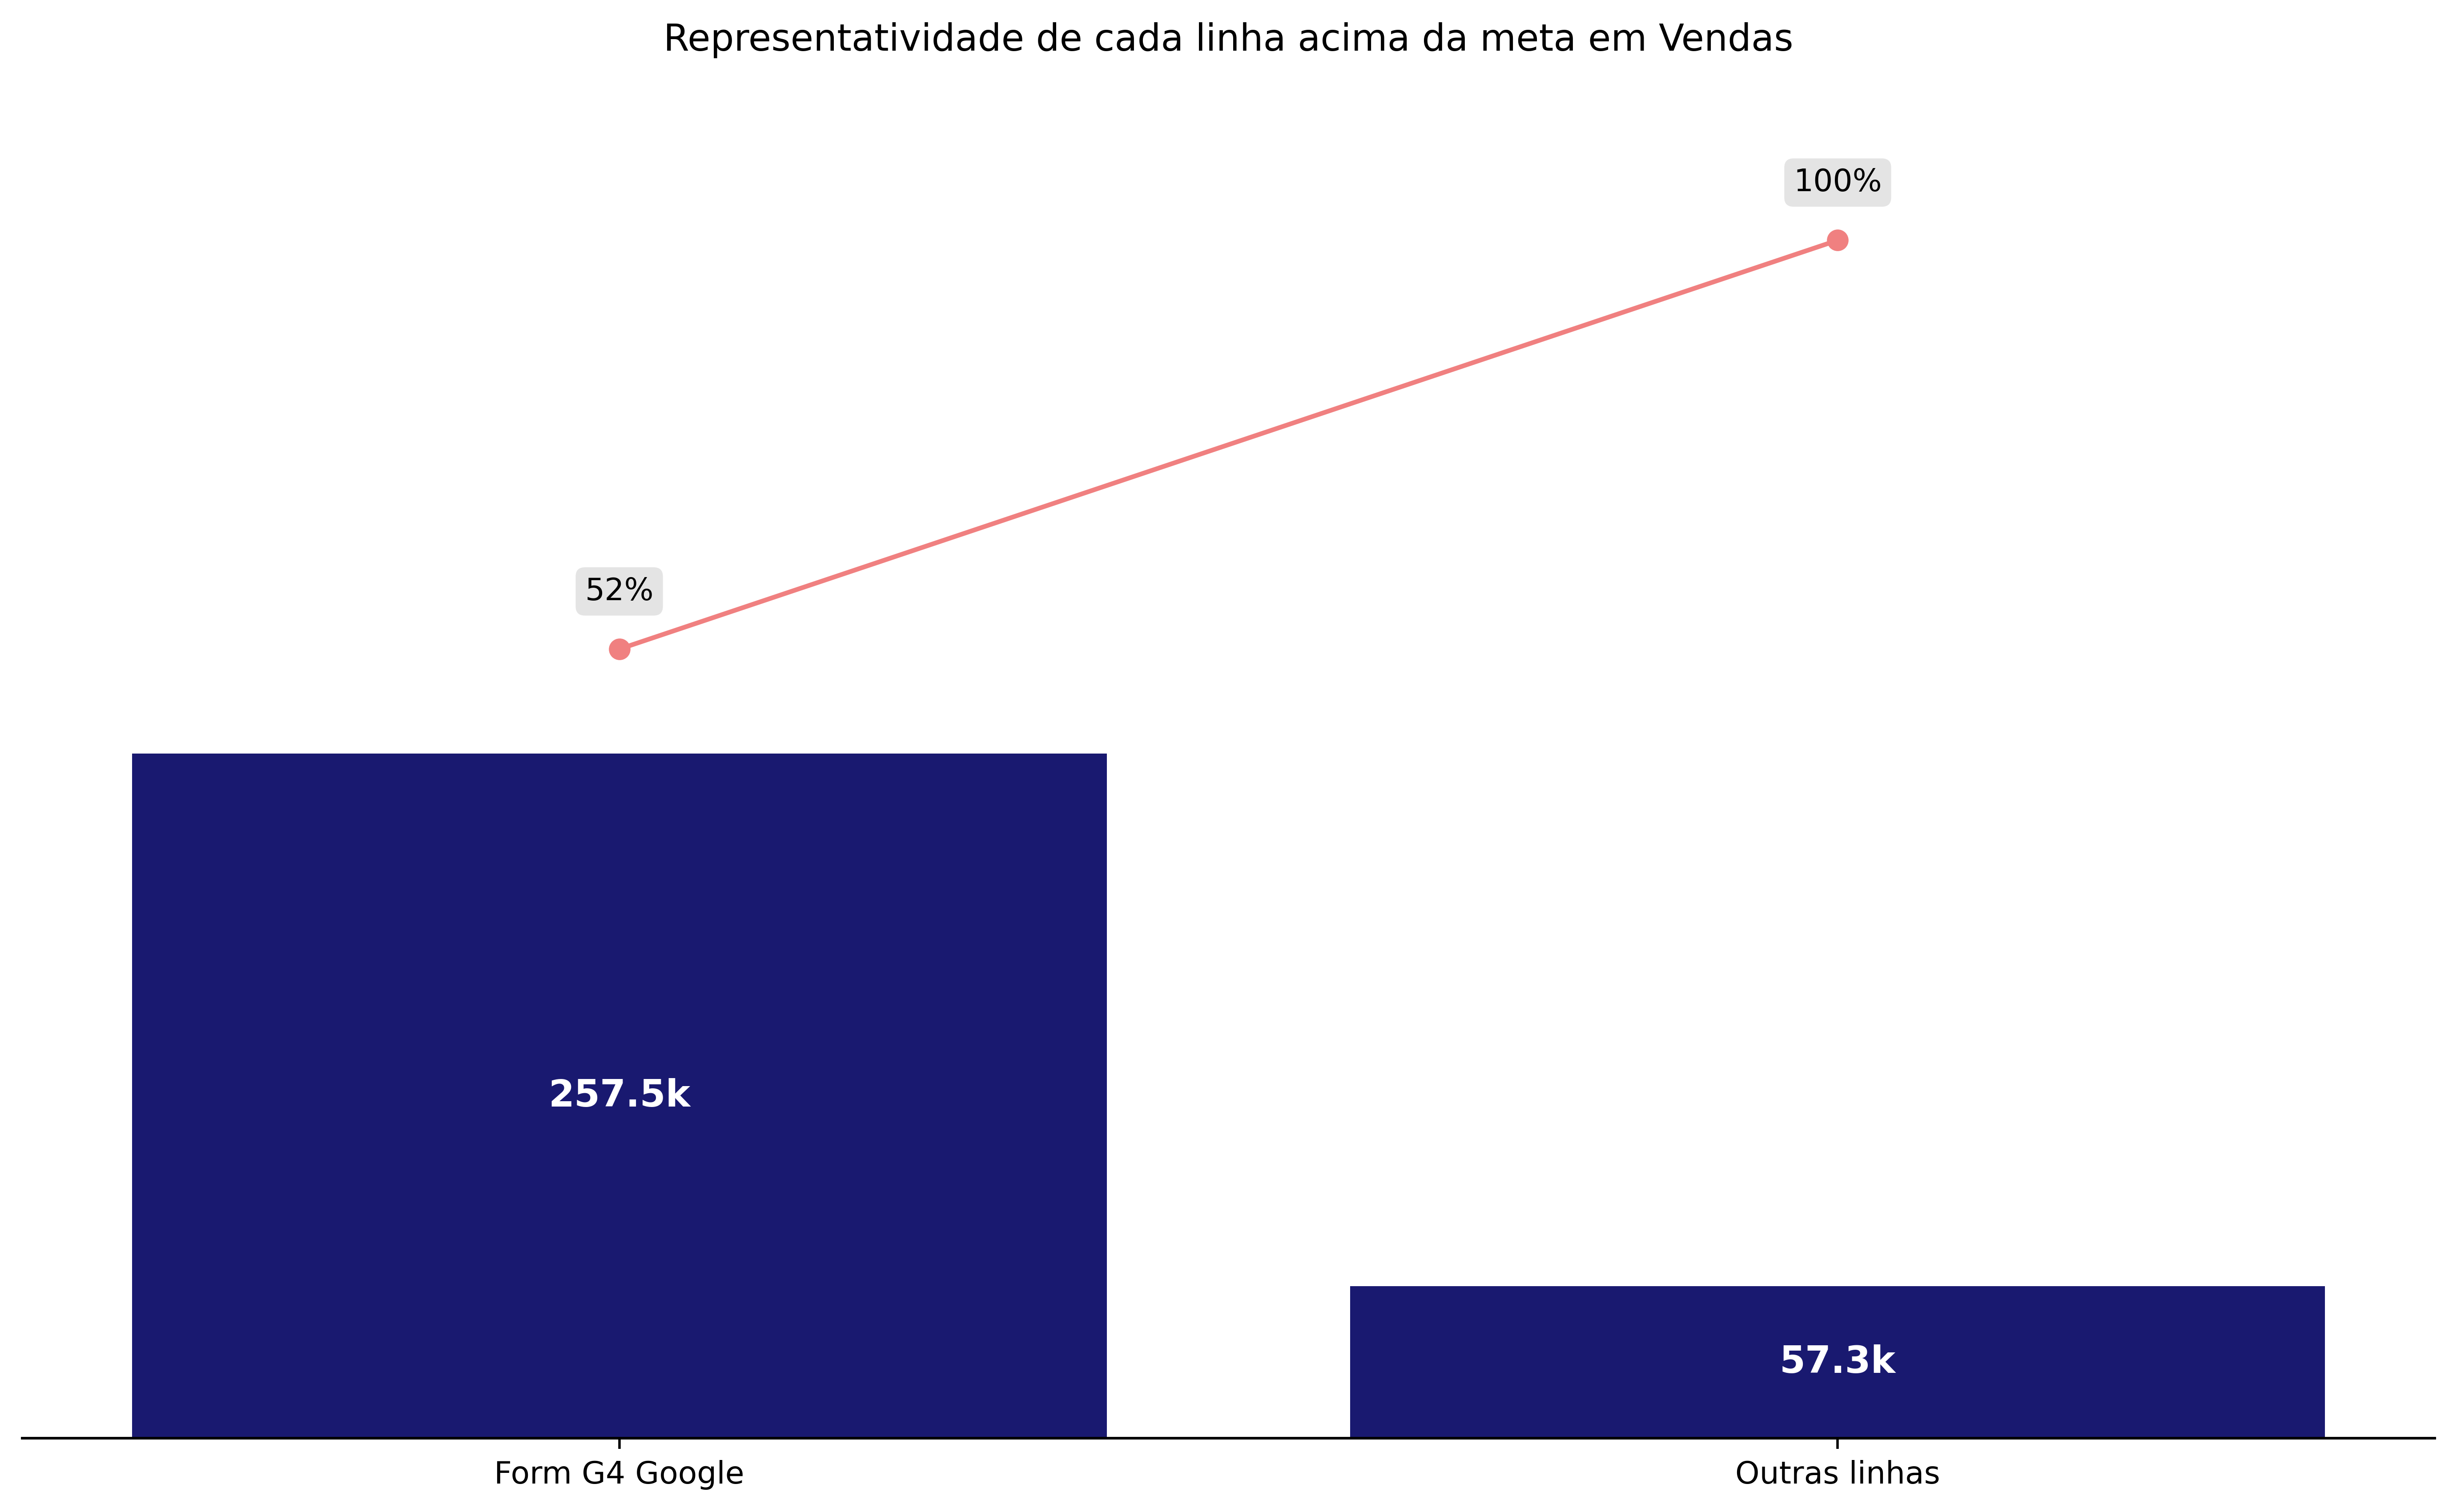 Representatividade de cada linha acima da meta em Vendas
100%
52%
257.5k
57.3k
Form G4 Google
Outras linhas